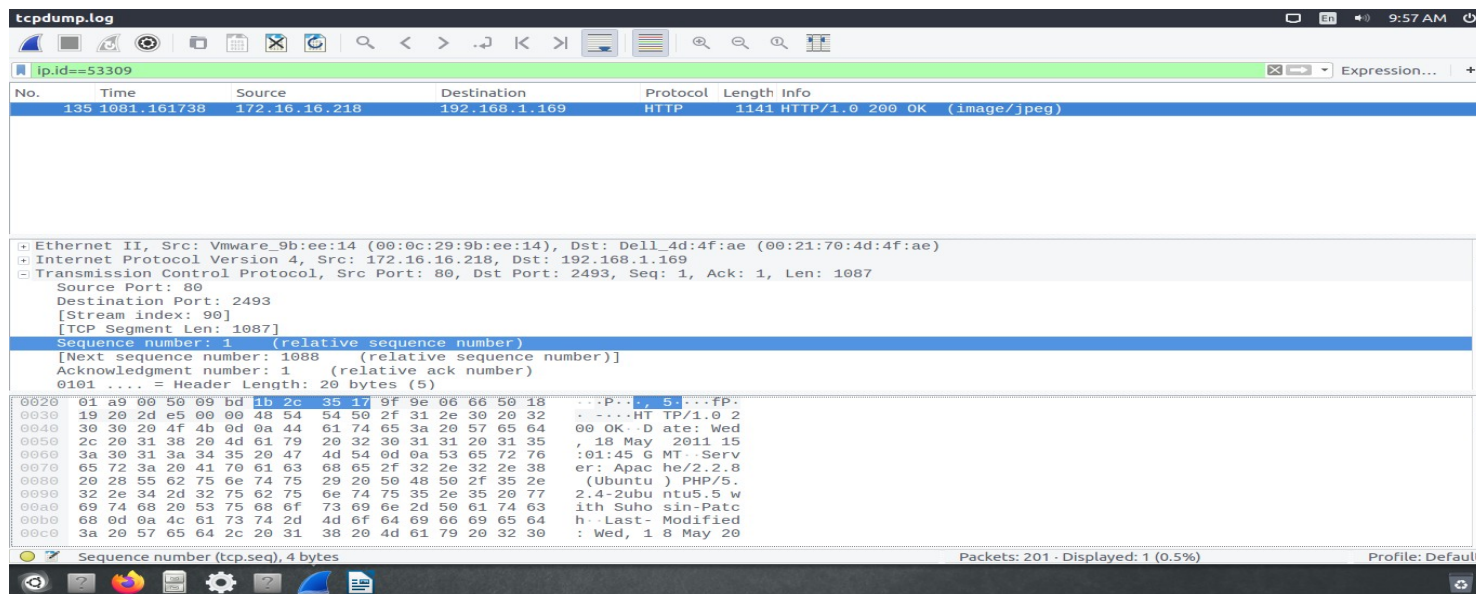 tcpdump.log En 9:57 AM
ip.id==53309 Expression... +
No. Time Source Destination Protocol Length Info
135 1081.161738 172.16.16.218 192.168.1.169 HTTP 1141 HTTP/1.0 200 OK (image/jpeg)
Ethernet II, Src: Vmware_9b:ee:14 (00:0c:29:9b:ee:14), Dst: Dell_4d:4f:ae (00:21:70:4d:4f:ae)
Internet Protocol Version 4, Src: 172.16.16.218, Dst: 192.168.1.169
Transmission Control Protocol, Src Port: 80, Dst Port: 2493, Seq: 1, Ack: 1, Len: 1087
Source Port: 80
Destination Port: 2493
[Stream index: 90]
[TCP Segment Len: 1087]
Sequence number: 1 (relative sequence number)
[Next sequence number: 1088 (relative sequence number)]
Acknowledgment number: 1 (relative ack number)
0101 .... = Header Length: 20 bytes (5)
0020 01 a9 00 50 09 bd 1b 2c 35 17 9f 9e 06 66 50 18 ···P···, 5····fP·
0030 19 20 2d e5 00 00 48 54 54 50 2f 31 2e 30 20 32 · -···HT TP/1.0 2
0040 30 30 20 4f 4b 0d 0a 44 61 74 65 3a 20 57 65 64 00 OK··D ate: Wed
0050 2c 20 31 38 20 4d 61 79 20 32 30 31 31 20 31 35 , 18 May 2011 15
0060 3a 30 31 3a 34 35 20 47 4d 54 0d 0a 53 65 72 76 :01:45 G MT··Serv
0070 65 72 3a 20 41 70 61 63 68 65 2f 32 2e 32 2e 38 er: Apac he/2.2.8
0080 20 28 55 62 75 6e 74 75 29 20 50 48 50 2f 35 2e (Ubuntu ) PHP/5.
0090 32 2e 34 2d 32 75 62 75 6e 74 75 35 2e 35 20 77 2.4-2ubu ntu5.5 w
00a0 69 74 68 20 53 75 68 6f 73 69 6e 2d 50 61 74 63 ith Suho sin-Patc
00b0 68 0d 0a 4c 61 73 74 2d 4d 6f 64 69 66 69 65 64 h··Last- Modified
00c0 3a 20 57 65 64 2c 20 31 38 20 4d 61 79 20 32 30 : Wed, 1 8 May 20
Sequence number (tcp.seq), 4 bytes Packets: 201 · Displayed: 1 (0.5%) Profile: Defaul